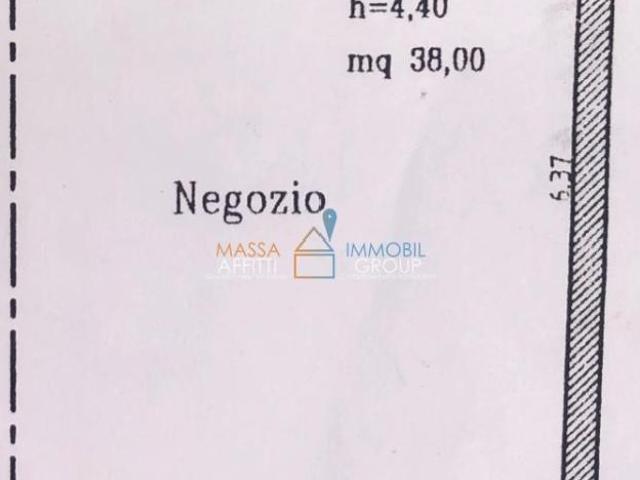 h=4,40
mq 38,00
6,37
Negozio
MASSA IMMOBIL
AFFITTI GROUP